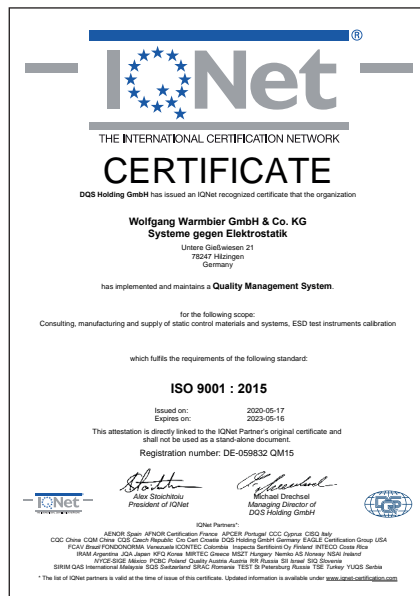 IQNet ®
THE INTERNATIONAL CERTIFICATION NETWORK
CERTIFICATE
DQS Holding GmbH has issued an IQNet recognized certificate that the organization
Wolfgang Warmbier GmbH & Co. KG
Systeme gegen Elektrostatik
Untere Gießwiesen 21
78247 Hilzingen
Germany
has implemented and maintains a Quality Management System.
for the following scope:
Consulting, manufacturing and supply of static control materials and systems, ESD test instruments calibration
which fulfils the requirements of the following standard:
ISO 9001 : 2015
Issued on: 2020-05-17
Expires on: 2023-05-16
This attestation is directly linked to the IQNet Partner's original certificate and
shall not be used as a stand-alone document.
Registration number: DE-059832 QM15
Alex Stoichitoiu
President of IQNet
Michael Drechsel
Managing Director of
DQS Holding GmbH
IQNet
DQS
IQNet Partners*:
AENOR Spain AFNOR Certification France APCER Portugal CCC Cyprus CISQ Italy
CQC China CQM China CQS Czech Republic Cro Cert Croatia DQS Holding GmbH Germany EAGLE Certification Group USA
FCAV Brazil FONDONORMA Venezuela ICONTEC Colombia Inspecta Sertifiointi Oy Finland INTECO Costa Rica
IRAM Argentina JQA Japan KFQ Korea MIRTEC Greece MSZT Hungary Nemko AS Norway NSAI Ireland
NYCE-SIGE México PCBC Poland Quality Austria Austria RR Russia SII Israel SIQ Slovenia
SIRIM QAS International Malaysia SQS Switzerland SRAC Romania TEST St Petersburg Russia TSE Turkey YUQS Serbia
* The list of IQNet partners is valid at the time of issue of this certificate. Updated information is available under www.iqnet-certification.com